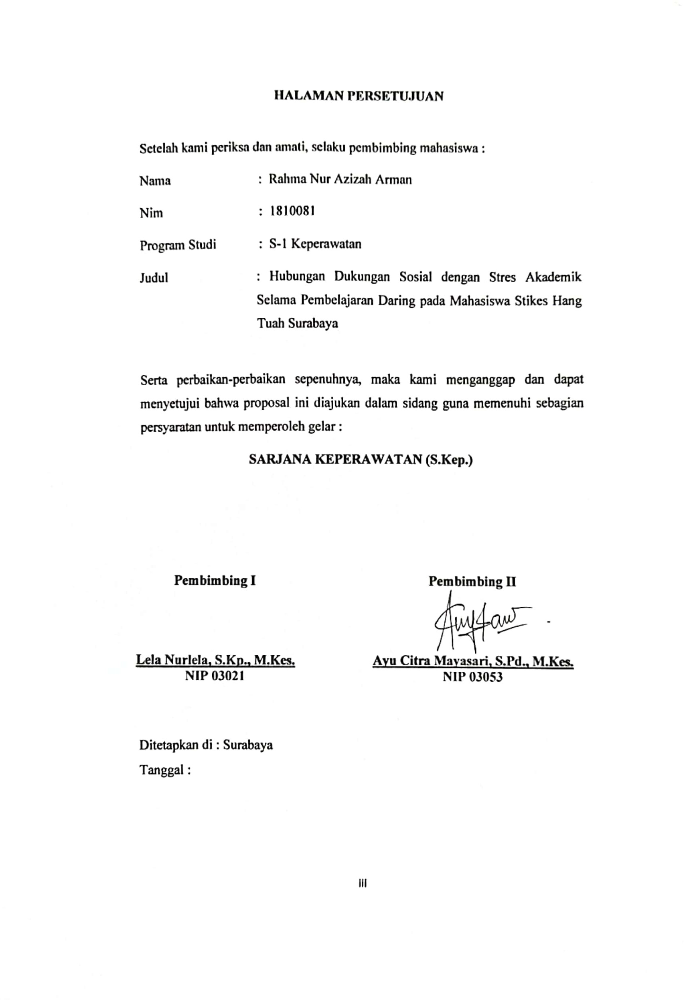 HALAMAN PERSETUJUAN
Setelah kami periksa dan amati, selaku pembimbing mahasiswa :
Nama : Rahma Nur Azizah Arman
Nim : 1810081
Program Studi : S-1 Keperawatan
Judul : Hubungan Dukungan Sosial dengan Stres Akademik
Selama Pembelajaran Daring pada Mahasiswa Stikes Hang
Tuah Surabaya
Serta perbaikan-perbaikan sepenuhnya, maka kami menganggap dan dapat
menyetujui bahwa proposal ini diajukan dalam sidang guna memenuhi sebagian
persyaratan untuk memperoleh gelar :
SARJANA KEPERAWATAN (S.Kep.)
Pembimbing I Pembimbing II
Lela Nurlela, S.Kp., M.Kes. Ayu Citra Mayasari, S.Pd., M.Kes.
NIP 03021 NIP 03053
Ditetapkan di : Surabaya
Tanggal :
iii